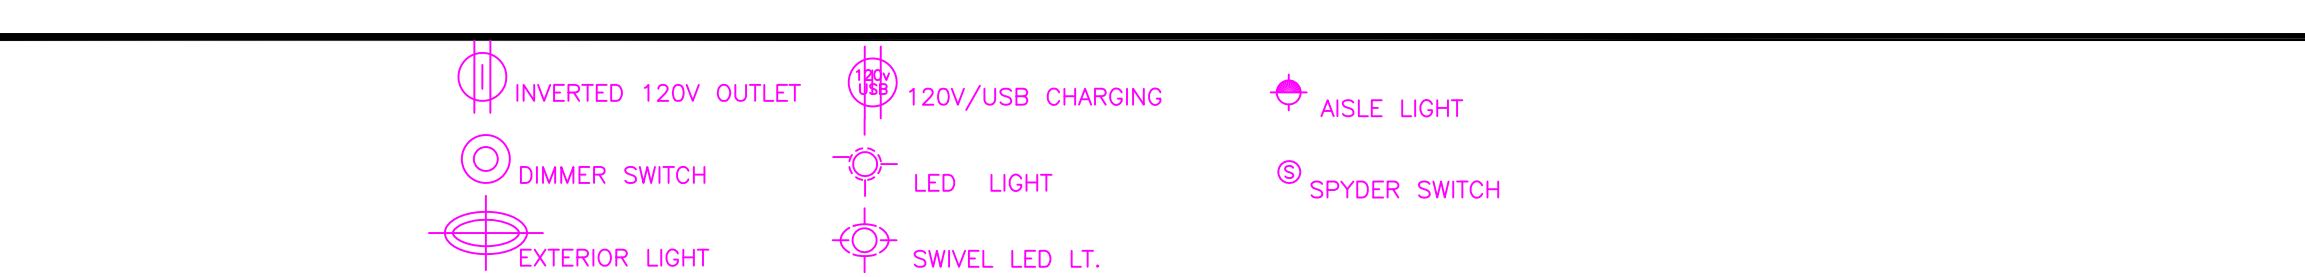 INVERTED 120V OUTLET
120v
USB
120V/USB CHARGING
AISLE LIGHT
DIMMER SWITCH
LED LIGHT
S
SPYDER SWITCH
EXTERIOR LIGHT
SWIVEL LED LT.